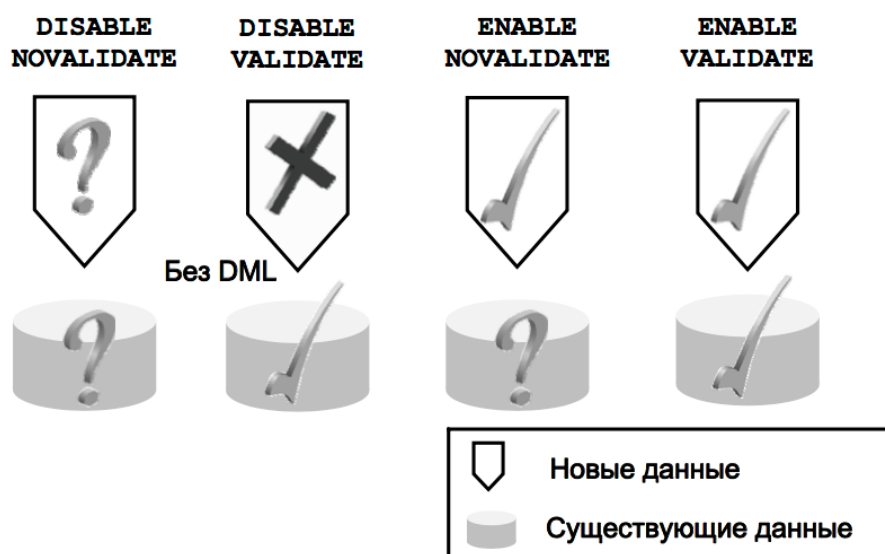 DISABLE
NOVALIDATE
DISABLE
VALIDATE
ENABLE
NOVALIDATE
ENABLE
VALIDATE
Без DML
Новые данные
Существующие данные